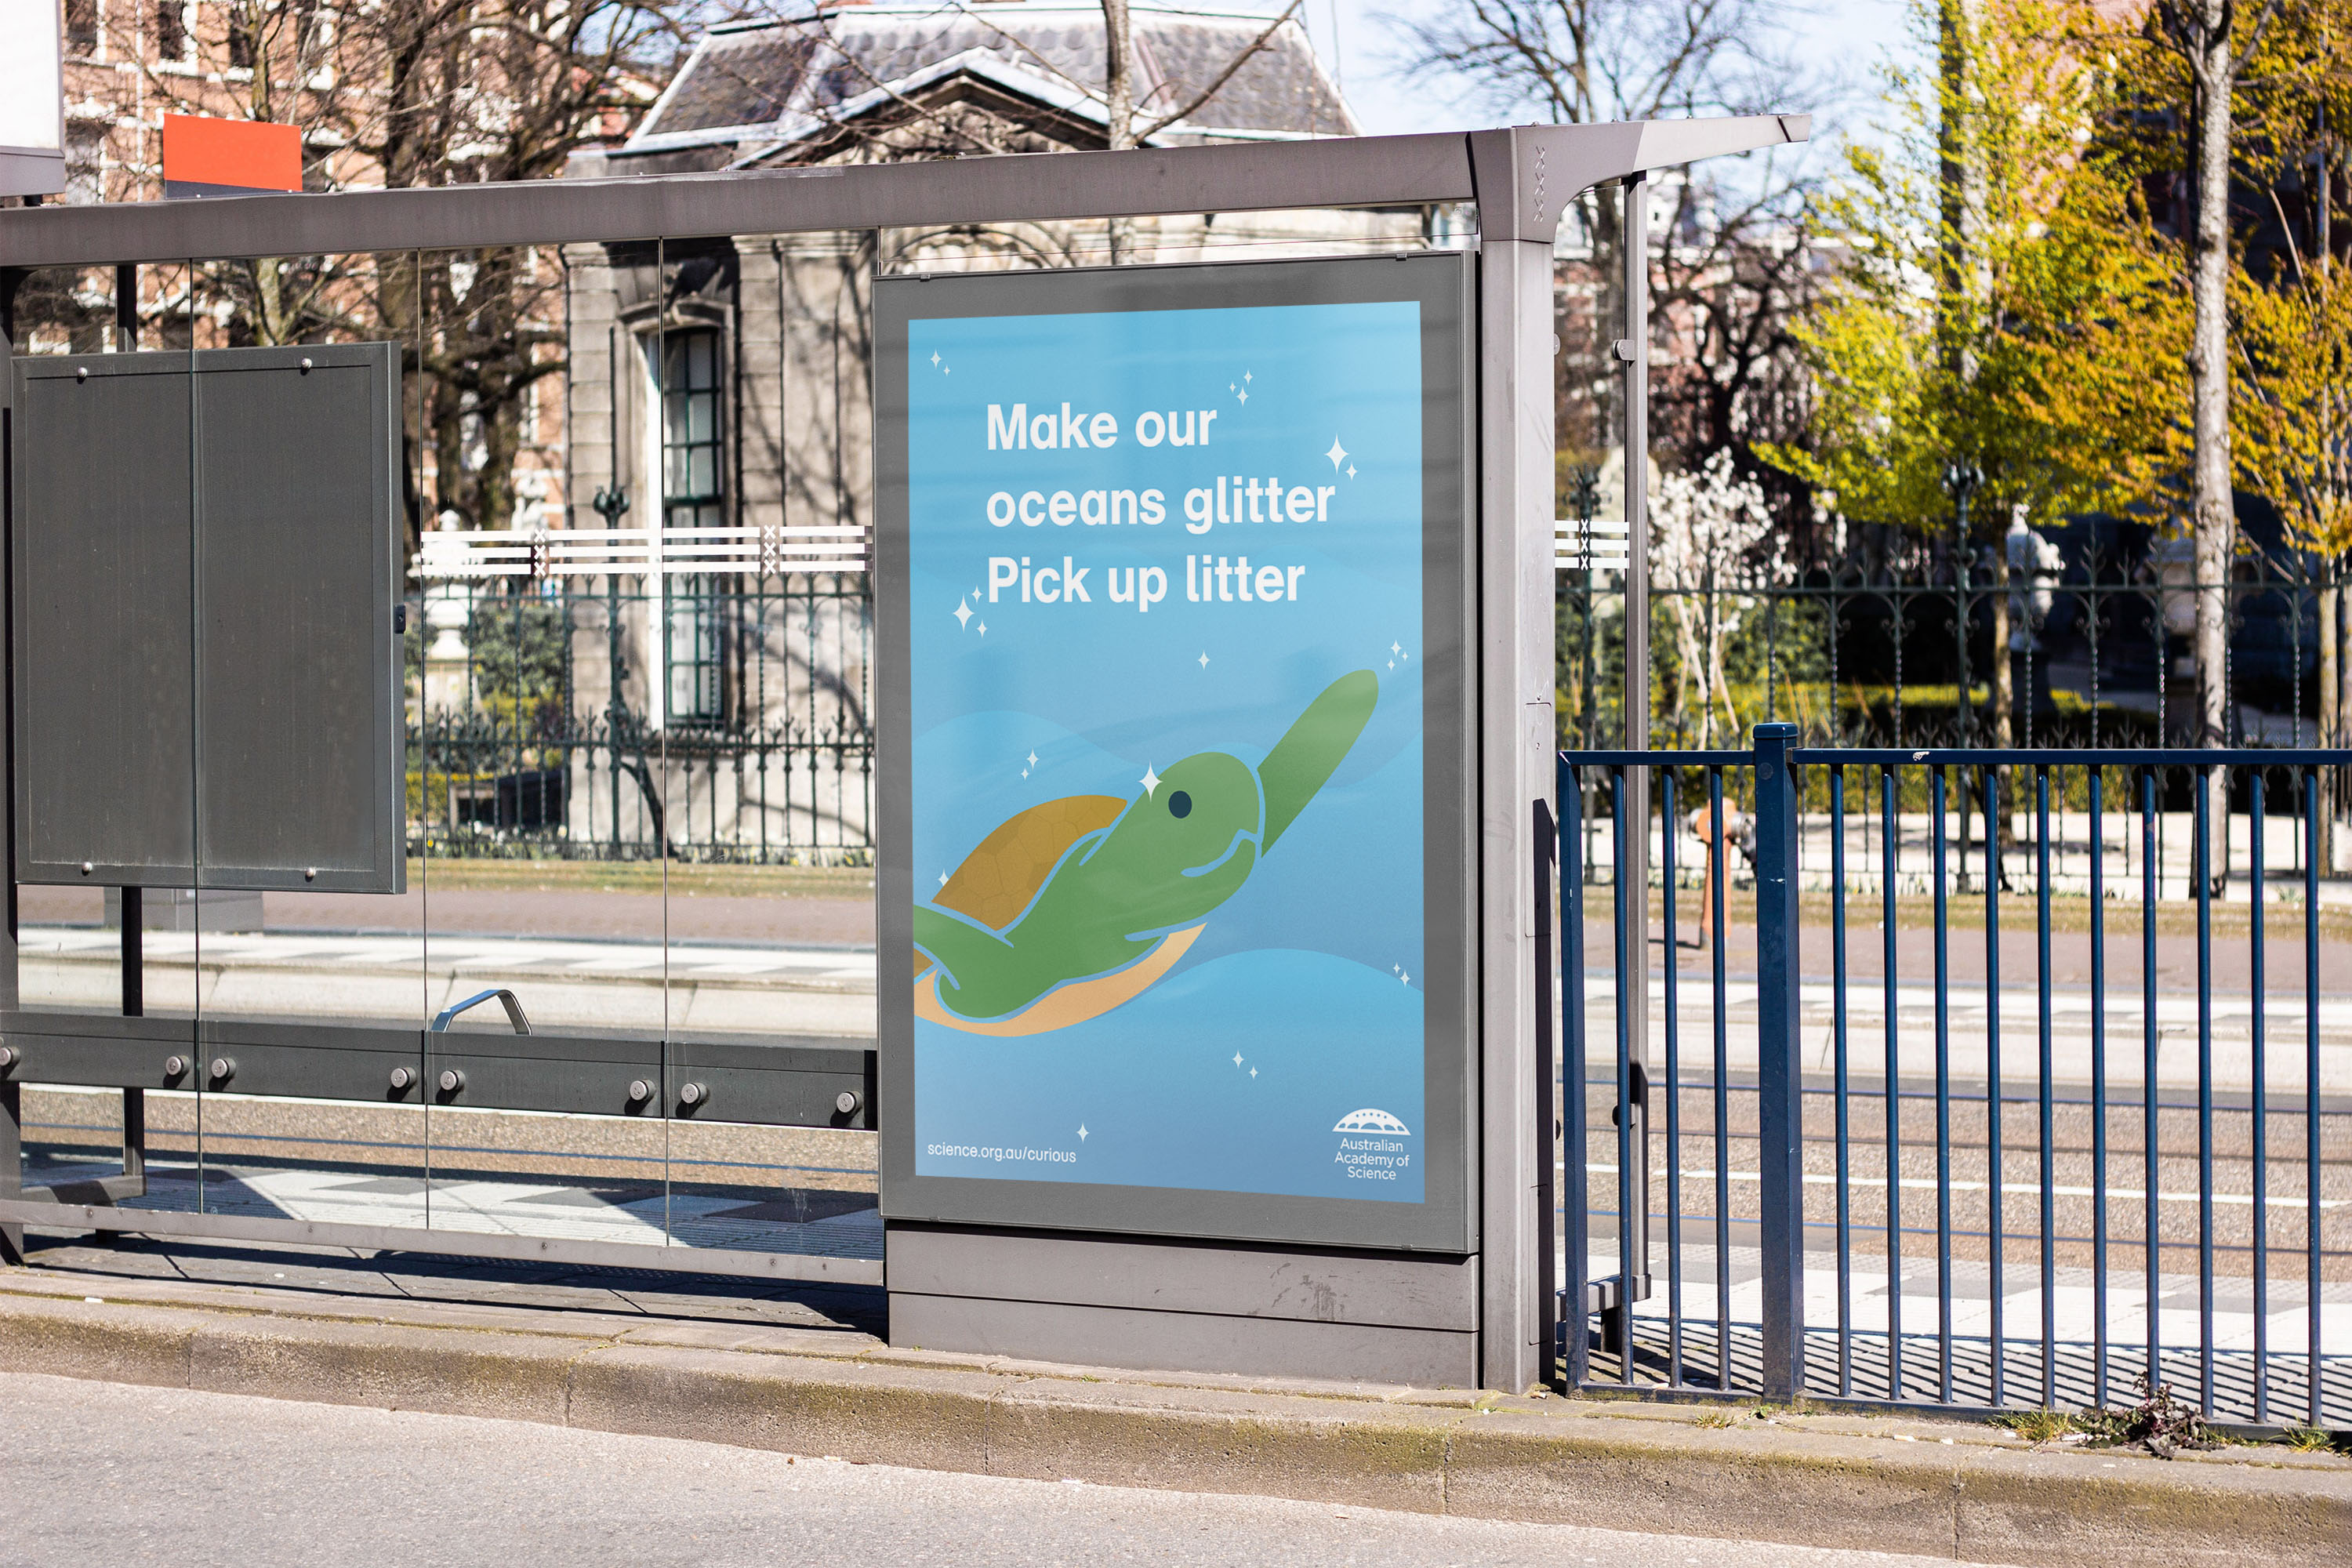 Make our
oceans glitter
Pick up litter
science.org.au/curious
Australian
Academy of
Science